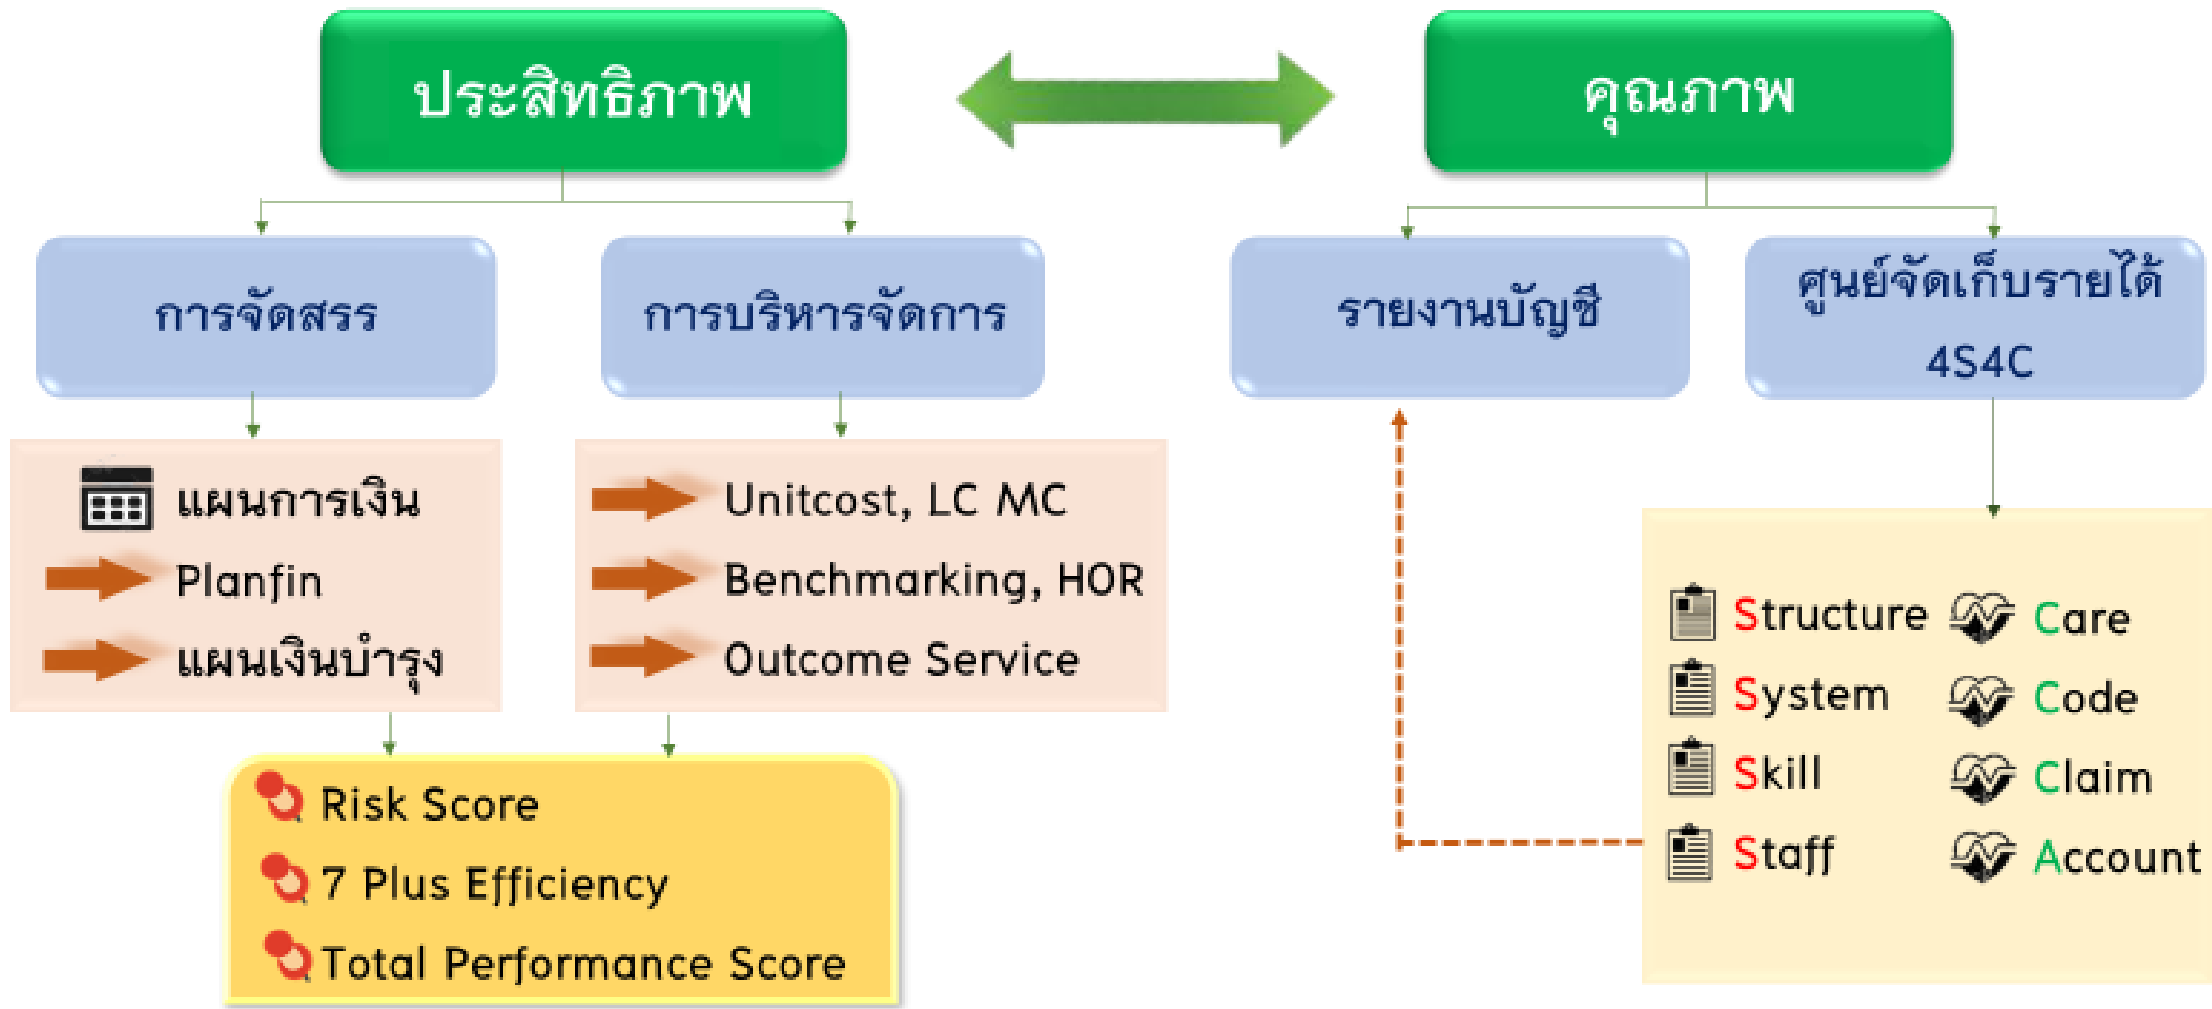 ประสิทธิภาพ
คุณภาพ
การจัดสรร
การบริหารจัดการ
รายงานบัญชี
ศูนย์จัดเก็บรายได้
4S4C
แผนการเงิน
Planfin
แผนเงินบำรุง
Unitcost, LC MC
Benchmarking, HOR
Outcome Service
Risk Score
7 Plus Efficiency
Total Performance Score
Structure
System
Skill
Staff
Care
Code
Claim
Account